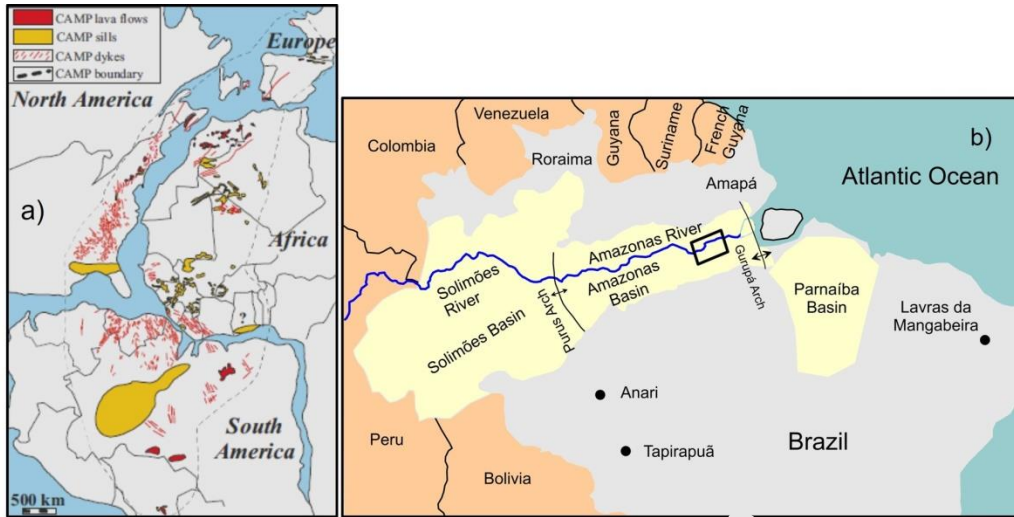 CAMP lava flows
CAMP sills
CAMP dykes
CAMP boundary
Europe
North America
a)
Africa
?
South
America
500 km
b)
Venezuela
Colombia
Guyana
Suriname
French
Guyana
Roraima
Amapá
Atlantic Ocean
Amazonas River
Amazonas
Basin
Solimões
River
Purus Arch
Gurupá Arch
Solimões Basin
Parnaíba
Basin
Lavras da
Mangabeira
Anari
Peru
Brazil
Tapirapuã
Bolivia